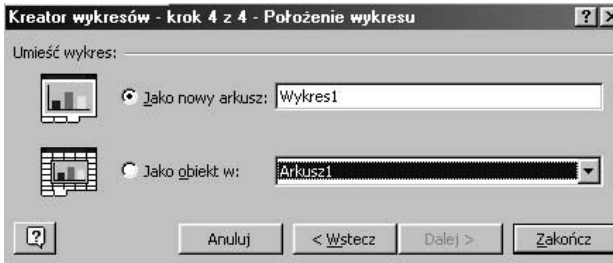 Kreator wykresów - krok 4 z 4 - Położenie wykresu
Umieść wykres:
Jako nowy arkusz: Wykres1
Jako obiekt w: Arkusz1
Anuluj < Wstecz Dalej > Zakończ